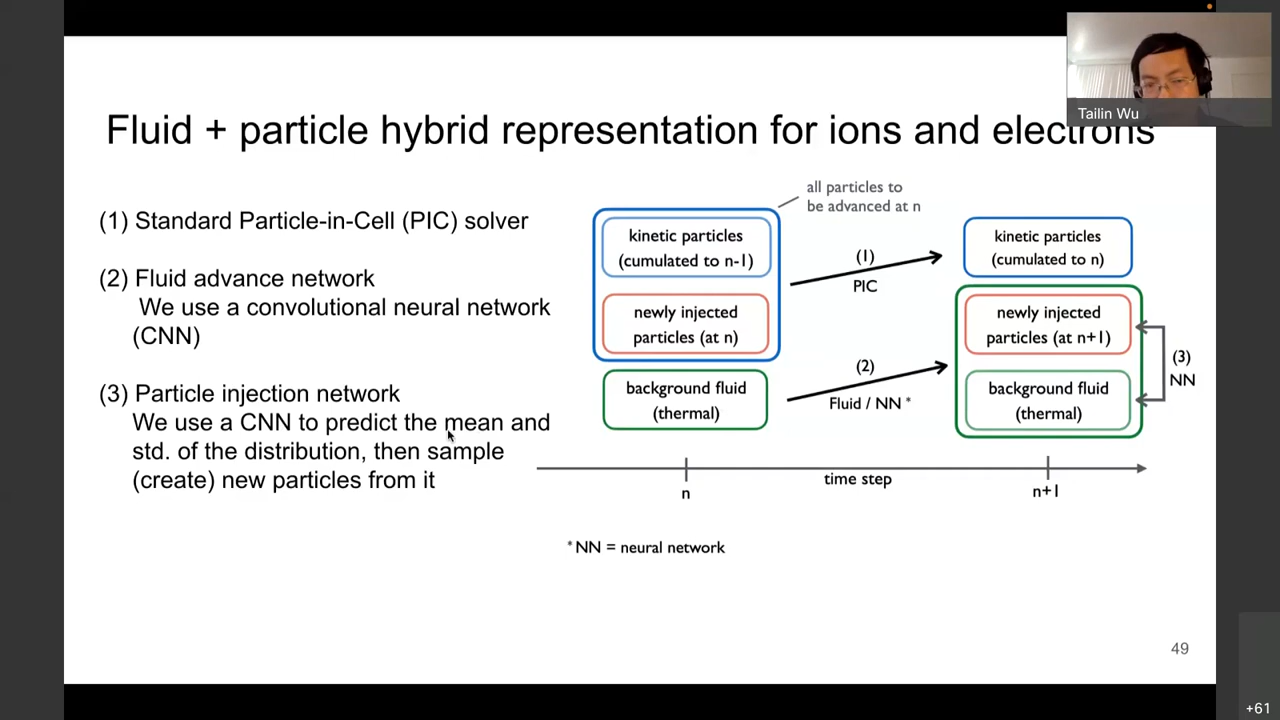 Tailin Wu
Fluid + particle hybrid representation for ions and electrons
(1) Standard Particle-in-Cell (PIC) solver
(2) Fluid advance network
We use a convolutional neural network
(CNN)
(3) Particle injection network
We use a CNN to predict the mean and
std. of the distribution, then sample
(create) new particles from it
all particles to
be advanced at n
kinetic particles
(cumulated to n-1)
newly injected
particles (at n)
background fluid
(thermal)
(1)
PIC
(2)
Fluid / NN *
kinetic particles
(cumulated to n)
newly injected
particles (at n+1)
background fluid
(thermal)
(3)
NN
time step
n
n+1
*NN = neural network
49
+61